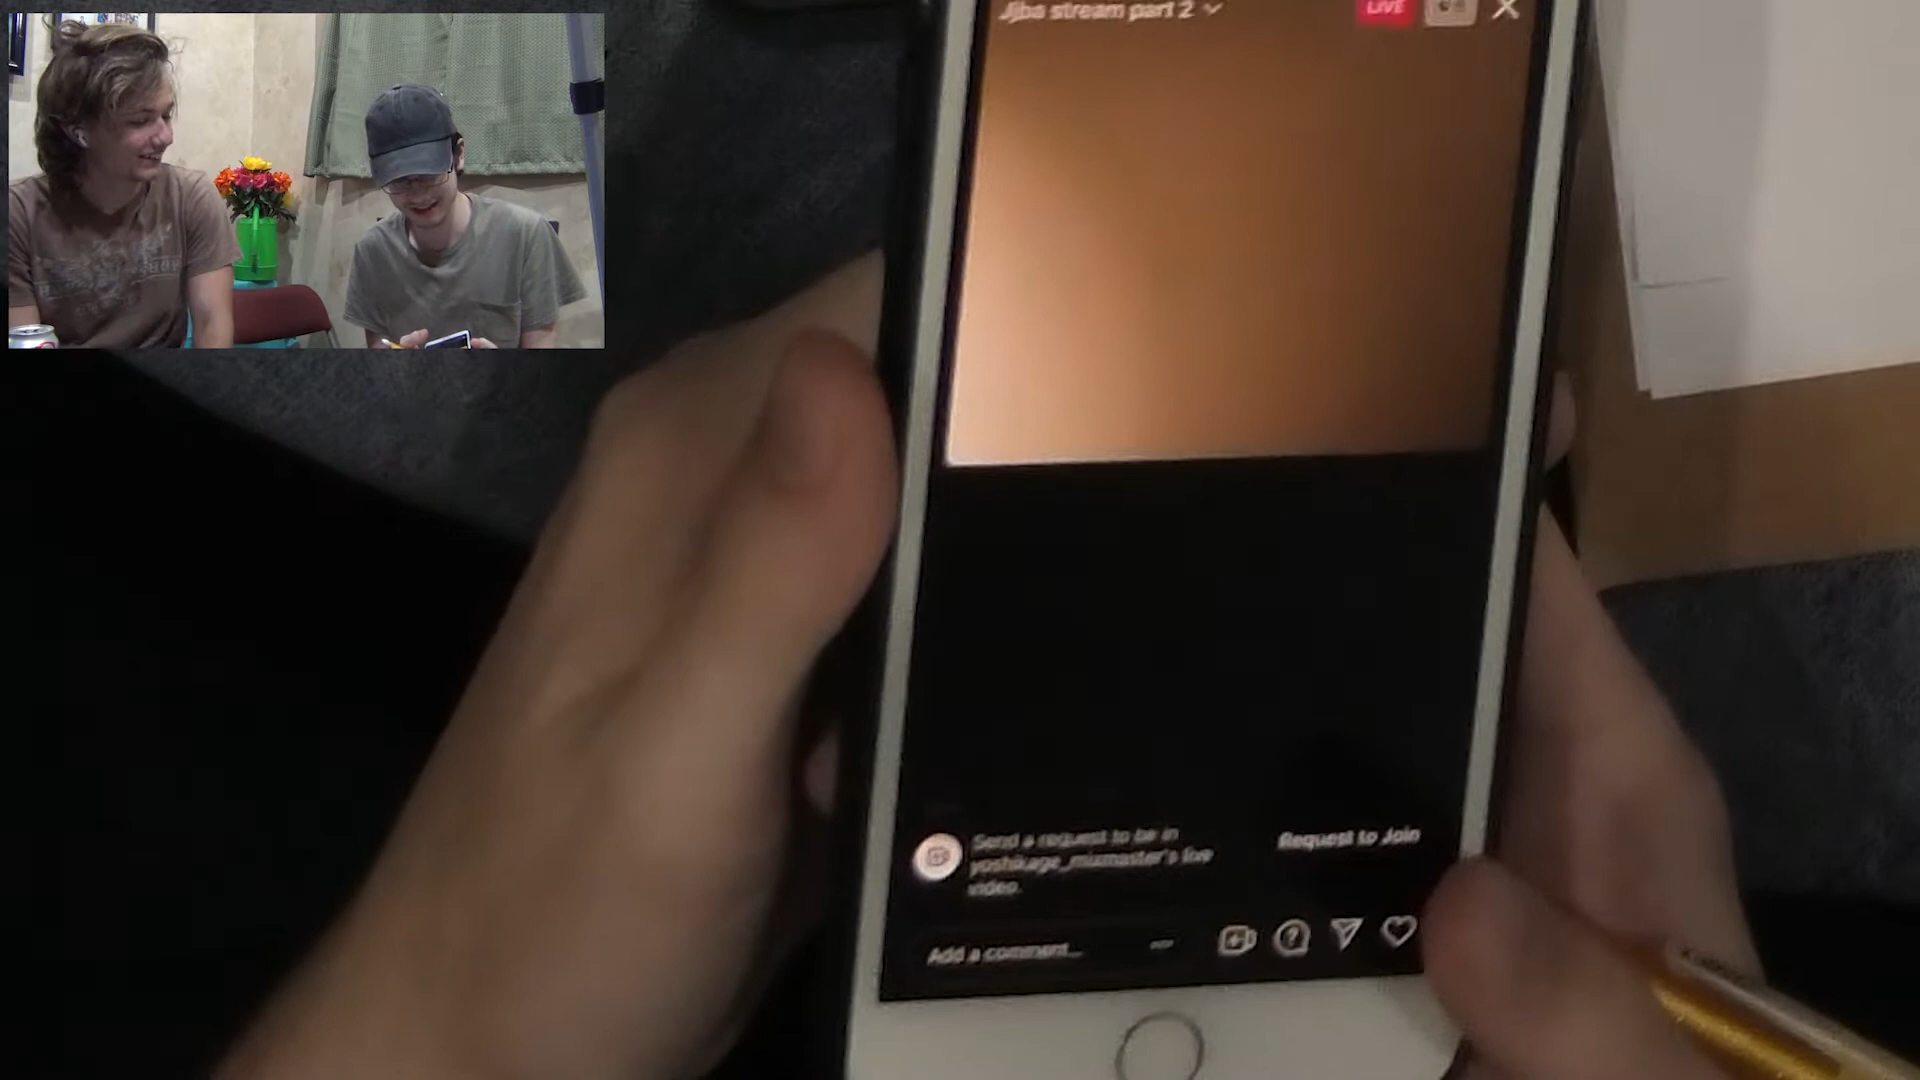 Jjba stream part 2
LIVE
Send a request to be in
yoshikage_mixmaster's live
video.
Request to Join
Add a comment...